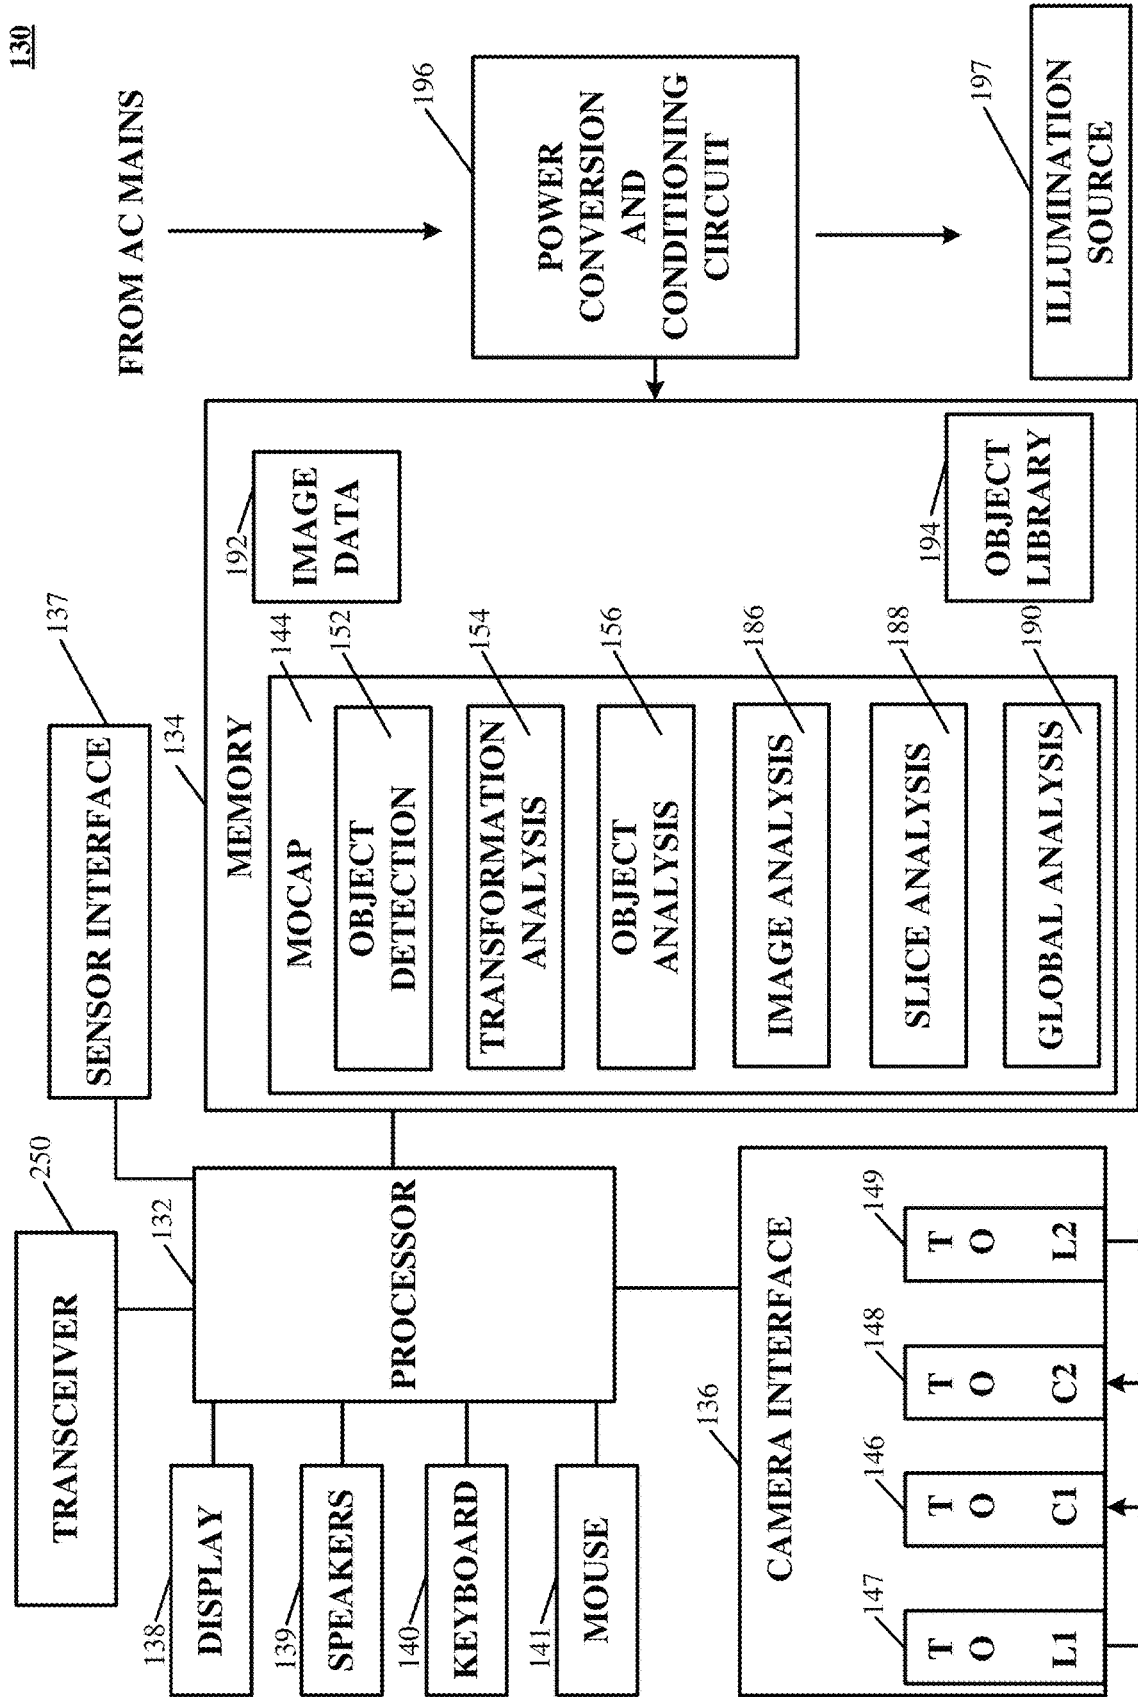 130
TRANSCEIVER
250
SENSOR INTERFACE
137
FROM AC MAINS
DISPLAY
138
SPEAKERS
139
KEYBOARD
140
MOUSE
141
PROCESSOR
132
MEMORY
134
MOCAP
144
OBJECT
DETECTION
152
TRANSFORMATION
ANALYSIS
154
OBJECT
ANALYSIS
156
IMAGE ANALYSIS
186
SLICE ANALYSIS
188
GLOBAL ANALYSIS
190
IMAGE
DATA
192
OBJECT
LIBRARY
194
POWER
CONVERSION
AND
CONDITIONING
CIRCUIT
196
ILLUMINATION
SOURCE
197
CAMERA INTERFACE
136
T
O
L1
147
T
O
C1
146
T
O
C2
148
T
O
L2
149